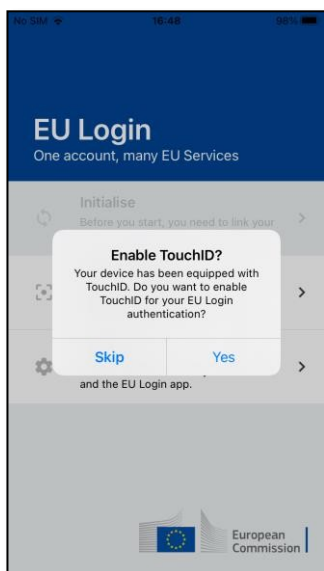 No SIM 16:48 98%
EU Login
One account, many EU Services
Initialise
Before you start, you need to link your
Enable TouchID?
Your device has been equipped with
TouchID. Do you want to enable
TouchID for your EU Login
authentication?
Skip Yes
and the EU Login app.
European
Commission